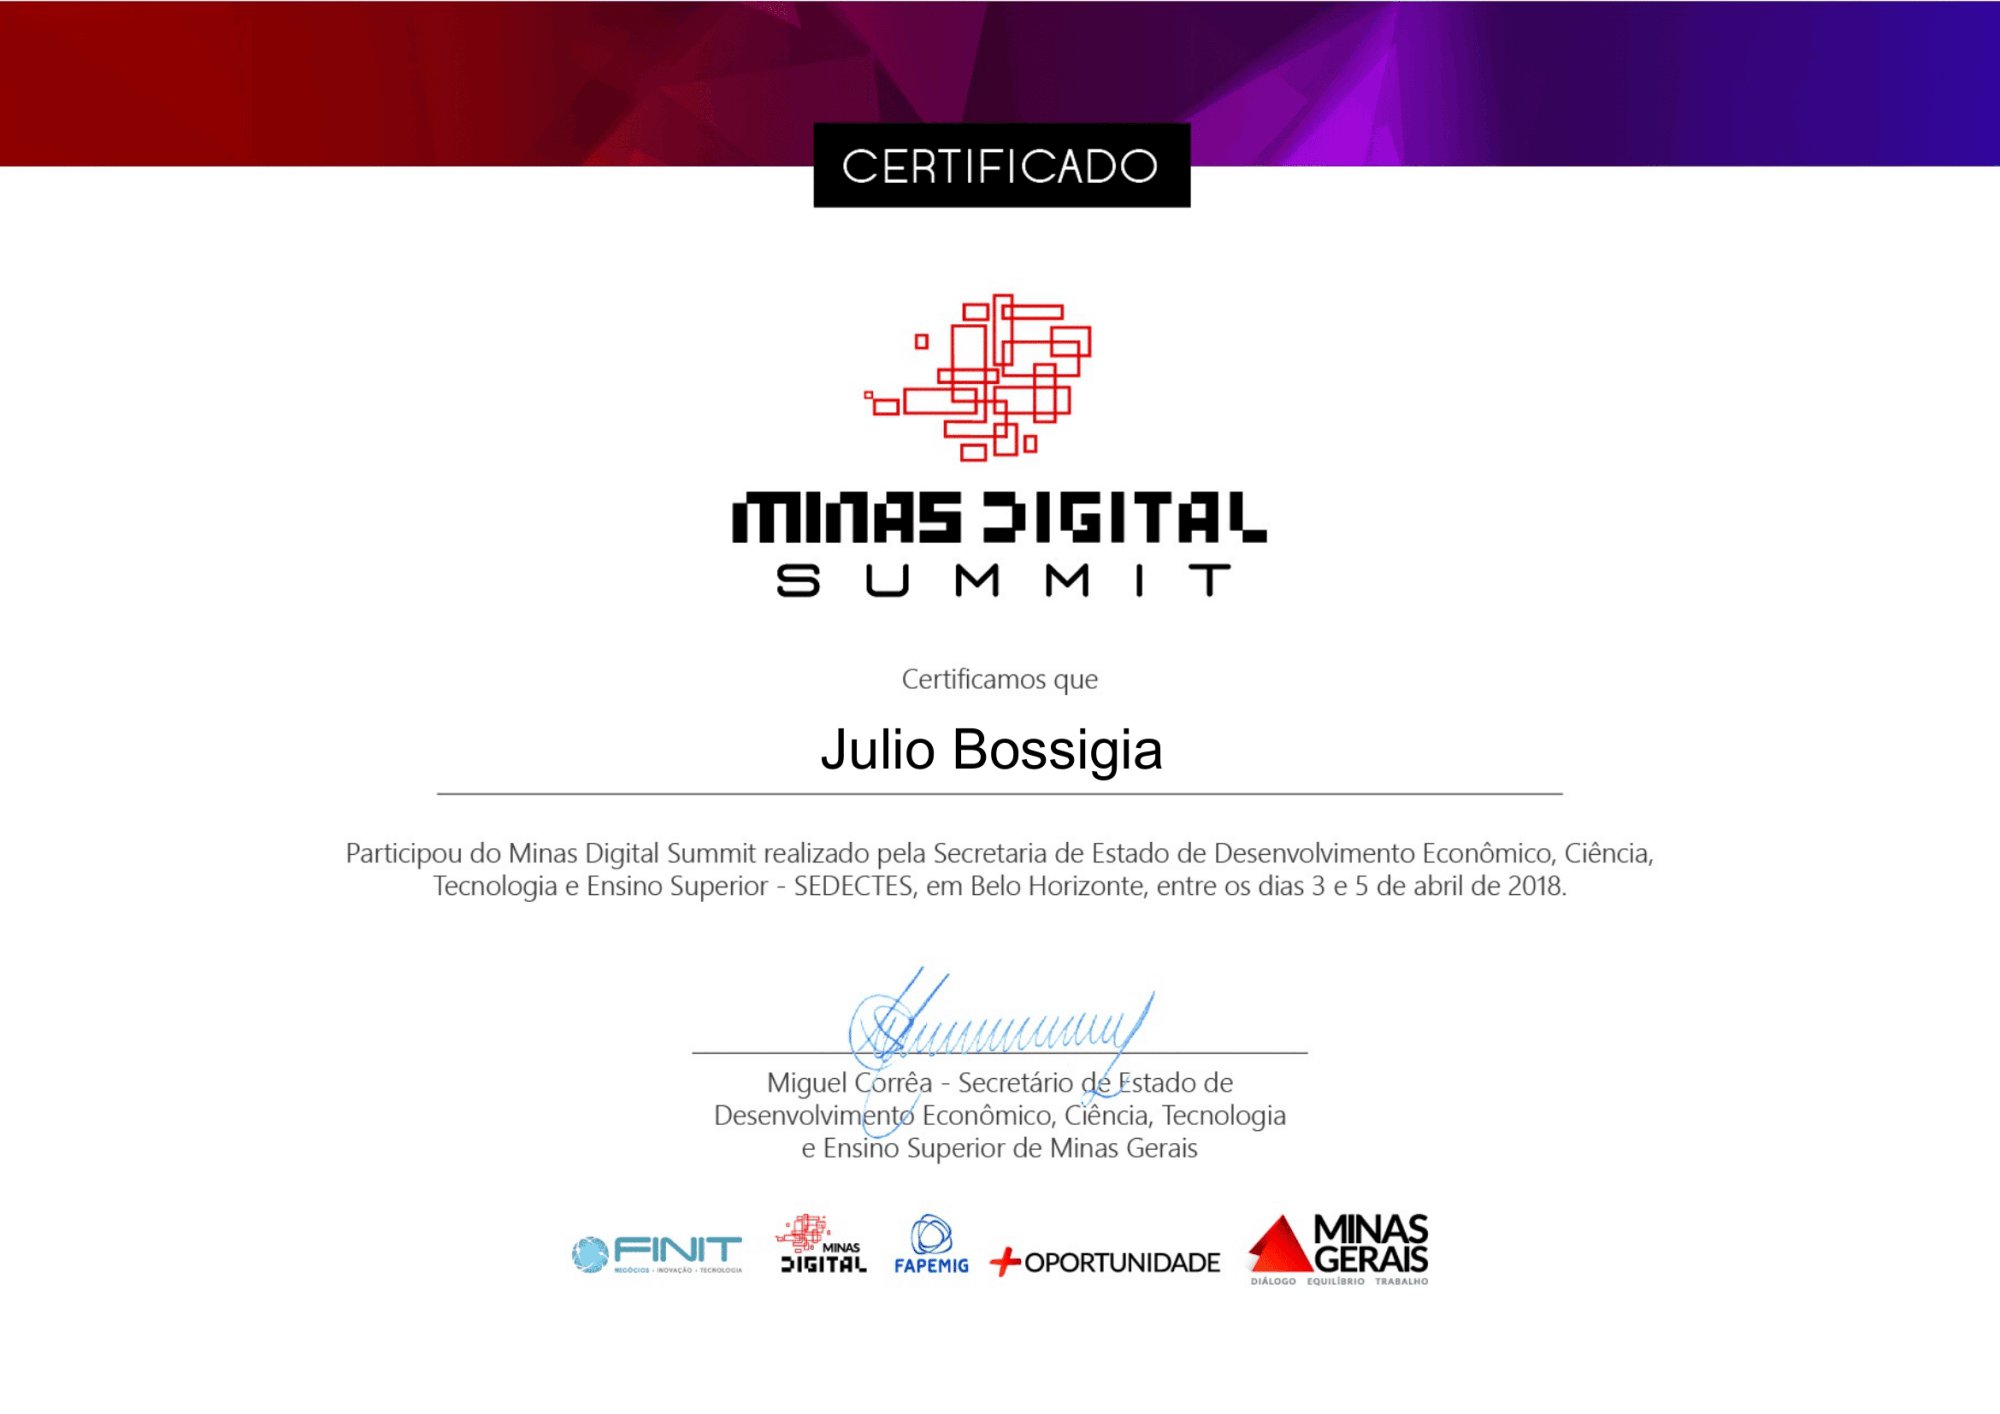 CERTIFICADO
MINAS DIGITAL
SUMMIT
Certificamos que
Julio Bossigia
Participou do Minas Digital Summit realizado pela Secretaria de Estado de Desenvolvimento Econômico, Ciência,
Tecnologia e Ensino Superior - SEDECTES, em Belo Horizonte, entre os dias 3 e 5 de abril de 2018.
Miguel Corrêa - Secretário de Estado de
Desenvolvimento Econômico, Ciência, Tecnologia
e Ensino Superior de Minas Gerais
FINIT
NEGÓCIOS - INOVAÇÃO - TECNOLOGIA
MINAS
DIGITAL
FAPEMIG
+OPORTUNIDADE
MINAS
GERAIS
DIÁLOGO EQUILÍBRIO TRABALHO